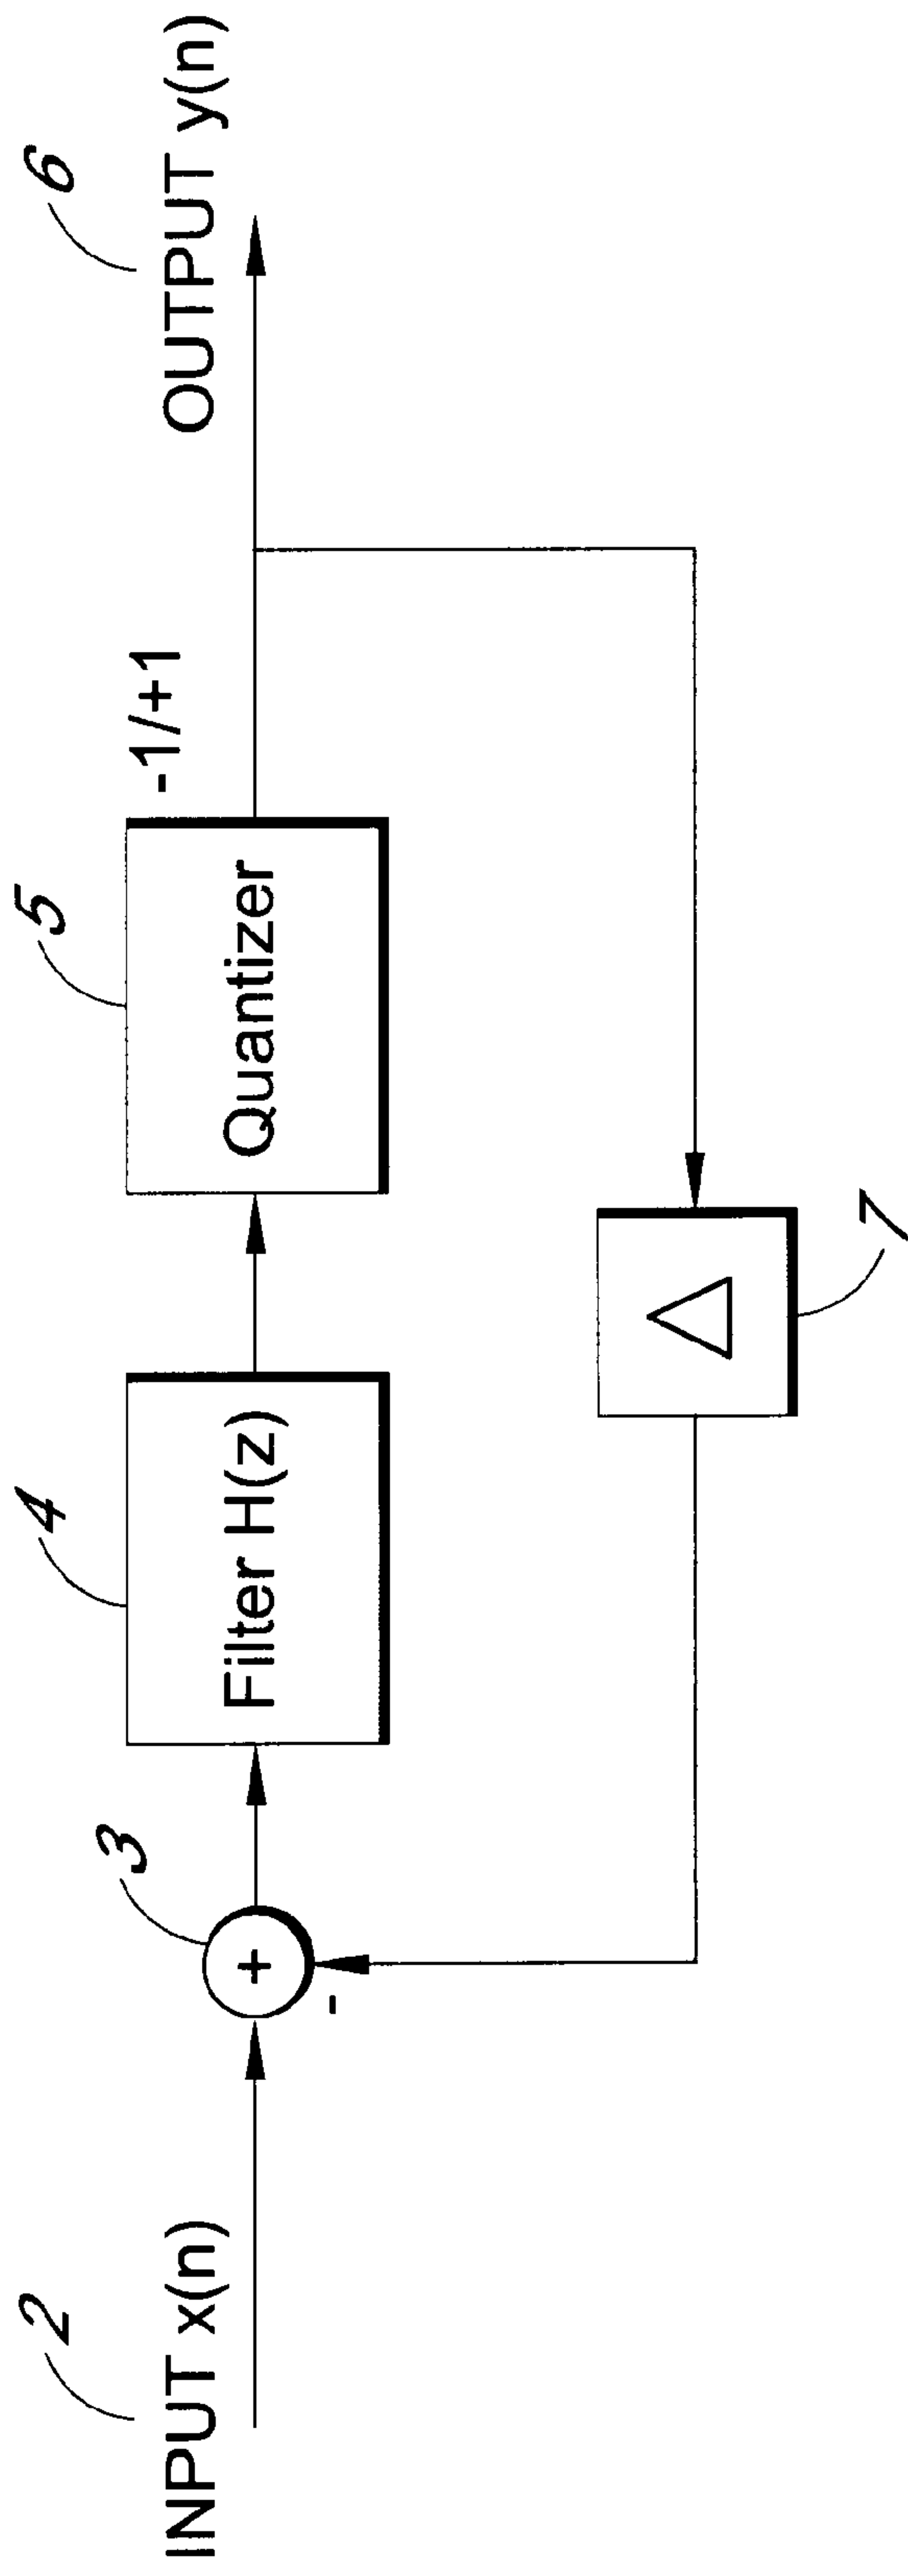 2
INPUT x(n)
3
+
-
4
Filter H(z)
5
Quantizer
-1/+1
6
OUTPUT y(n)
Δ
7